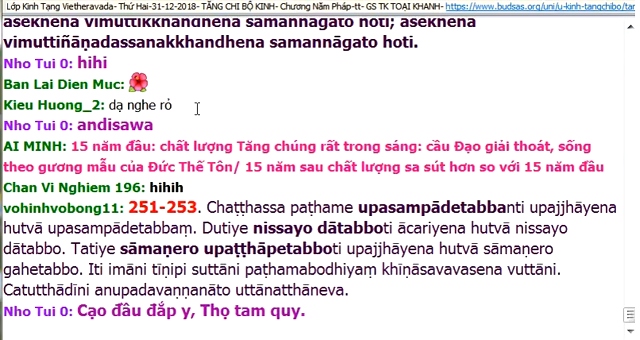 Lớp Kinh Tạng Vietheravada- Thứ Hai-31-12-2018- TĂNG CHI BỘ KINH- Chương Năm Pháp-tt- GS TK TOẠI KHANH- https://www.budsas.org/uni/u-kinh-tangchibo/tan
asekhena vimuttikkhandhena samannāgato hoti; asekhena
vimuttiñāṇadassanakkhandhena samannāgato hoti.
Nho Tui 0: hihi
Ban Lai Dien Muc:
Kieu Huong_2: dạ nghe rỏ
Nho Tui 0: andisawa
AI MINH: 15 năm đầu: chất lượng Tăng chúng rất trong sáng: cầu Đạo giải thoát, sống
theo gương mẫu của Đức Thế Tôn/ 15 năm sau chất lượng sa sút hơn so với 15 năm đầu
Chan Vi Nghiem 196: hihih
vohinhvobong11: 251-253. Chaṭṭhassa paṭhame upasampādetabbanti upajjhāyena
hutvā upasampādetabbaṃ. Dutiye nissayo dātabboti ācariyena hutvā nissayo
dātabbo. Tatiye sāmaṇero upaṭṭhāpetabboti upajjhāyena hutvā sāmaṇero
gahetabbo. Iti imāni tīṇipi suttāni paṭhamabodhiyaṃ khīṇāsavavasena vuttāni.
Catutthādīni anupadavaṇṇanāto uttānatthāneva.
Nho Tui 0: Cạo đầu đắp y, Thọ tam quy.